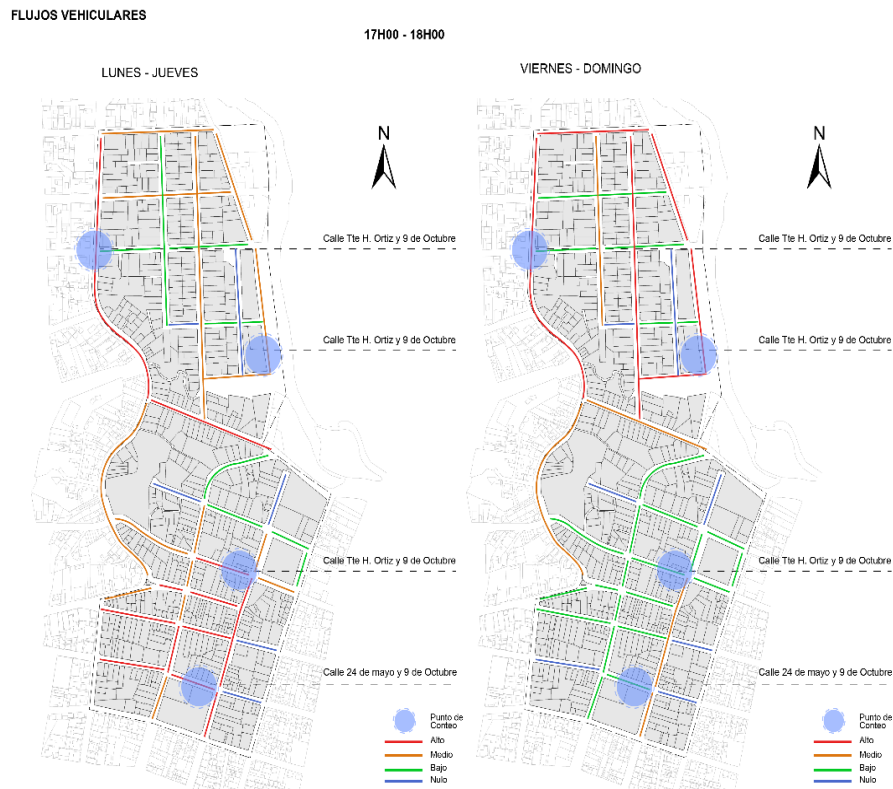 FLUJOS VEHICULARES
17H00 - 18H00
LUNES - JUEVES
VIERNES - DOMINGO
N
N
Calle Tte H. Ortiz y 9 de Octubre
Calle Tte H. Ortiz y 9 de Octubre
Calle Tte H. Ortiz y 9 de Octubre
Calle Tte H. Ortiz y 9 de Octubre
Calle Tte H. Ortiz y 9 de Octubre
Calle Tte H. Ortiz y 9 de Octubre
Calle 24 de mayo y 9 de Octubre
Calle 24 de mayo y 9 de Octubre
Punto de
Conteo
Alto
Medio
Bajo
Nulo
Punto de
Conteo
Alto
Medio
Bajo
Nulo